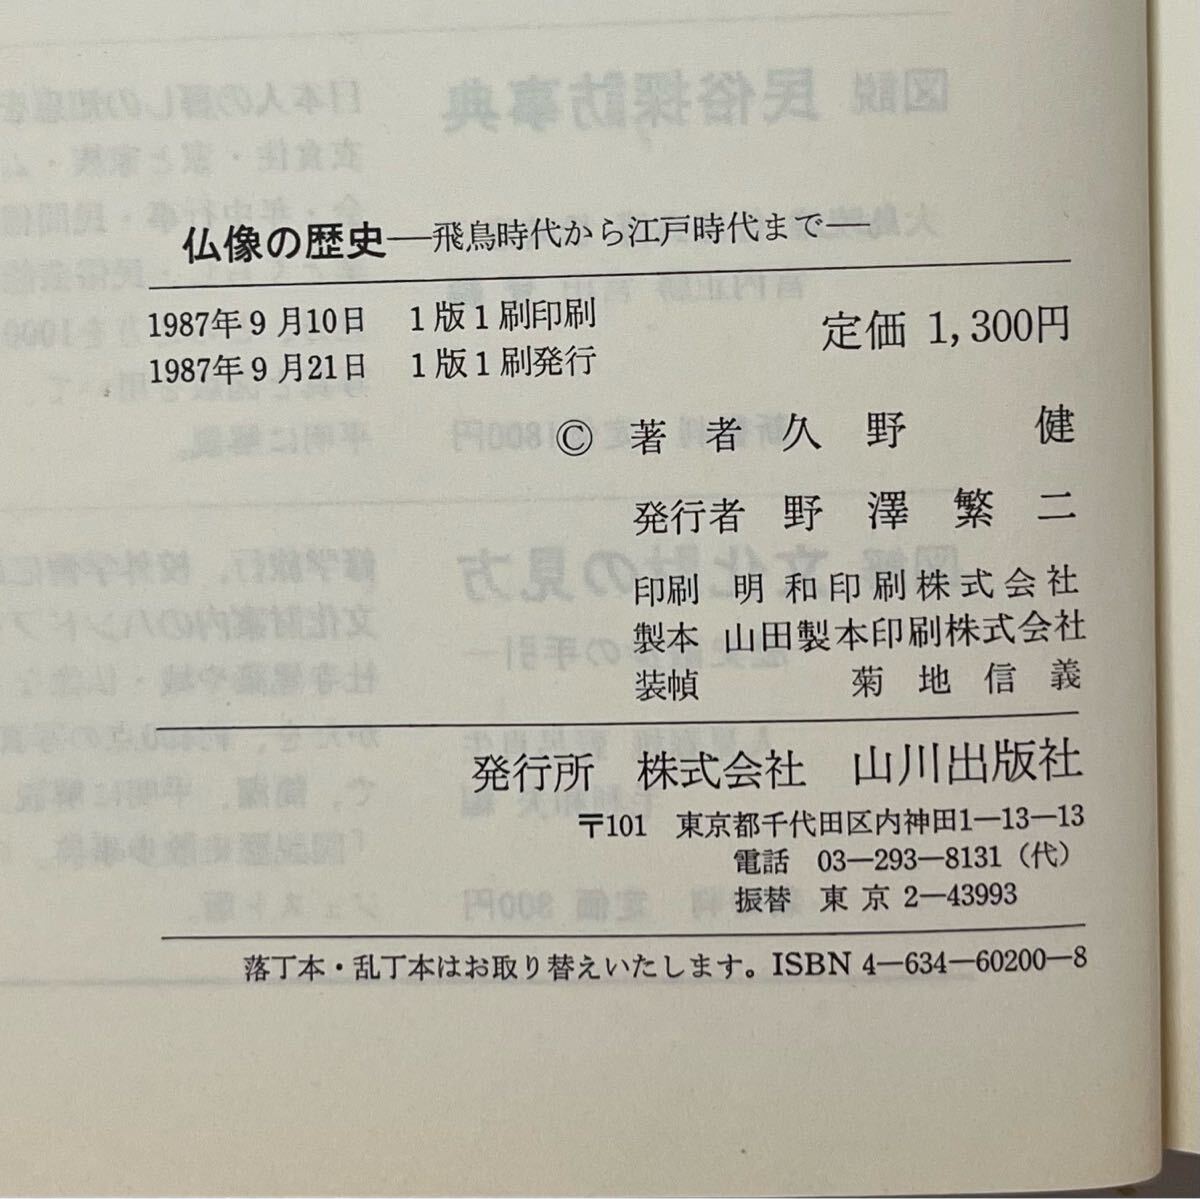 仏像の歴史―飛鳥時代から江戸時代まで―
1987年9月10日 1版1刷印刷
1987年9月21日 1版1刷発行
定価 1,300円
© 著者 久野 健
発行者 野澤繁二
印刷 明和印刷株式会社
製本 山田製本印刷株式会社
装幀 菊地信義
発行所 株式会社 山川出版社
〒101 東京都千代田区内神田1―13―13
電話 03―293―8131(代)
振替 東京2―43993
落丁本・乱丁本はお取り替えいたします。ISBN 4―634―60200―8